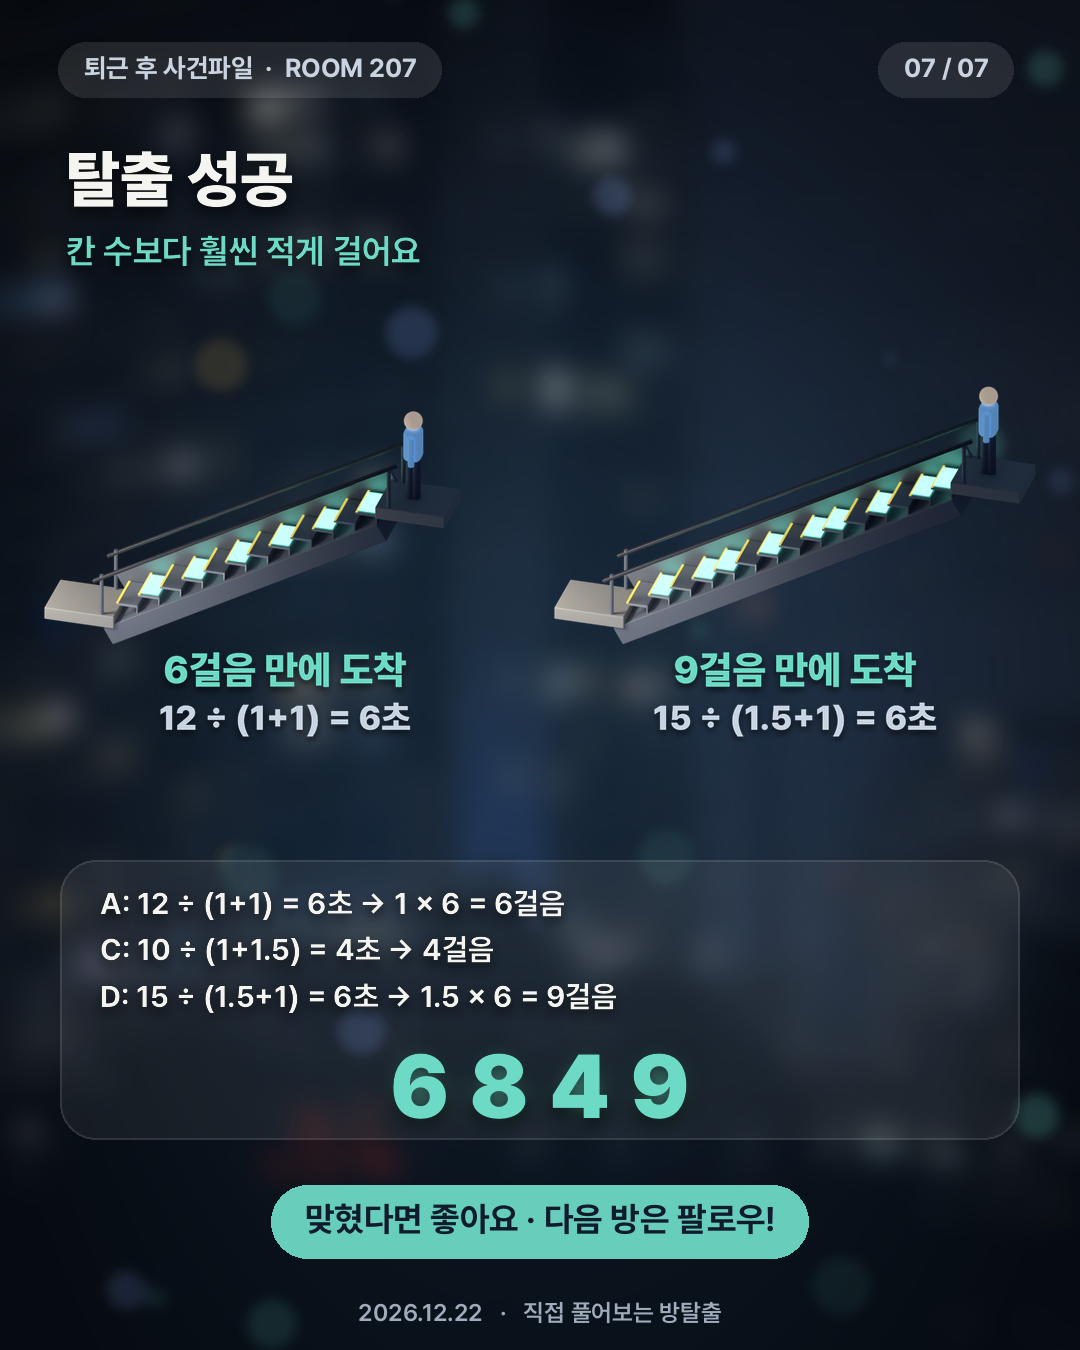 퇴근 후 사건파일 · ROOM 207
07 / 07
탈출 성공
칸 수보다 훨씬 적게 걸어요
6걸음 만에 도착
12 ÷ (1+1) = 6초
9걸음 만에 도착
15 ÷ (1.5+1) = 6초
A: 12 ÷ (1+1) = 6초 → 1 × 6 = 6걸음
C: 10 ÷ (1+1.5) = 4초 → 4걸음
D: 15 ÷ (1.5+1) = 6초 → 1.5 × 6 = 9걸음
6 8 4 9
맞혔다면 좋아요 · 다음 방은 팔로우!
2026.12.22 · 직접 풀어보는 방탈출